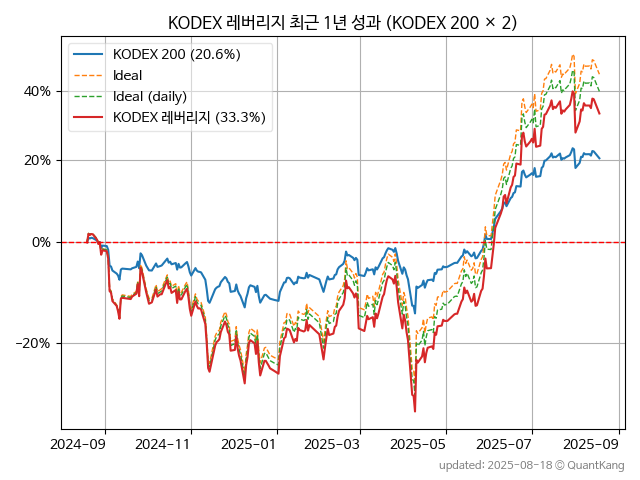 KODEX 레버리지 최근 1년 성과 (KODEX 200 × 2)
KODEX 200 (20.6%)
Ideal
Ideal (daily)
KODEX 레버리지 (33.3%)
40%
20%
0%
−20%
2024−09 2024−11 2025−01 2025−03 2025−05 2025−07 2025−09
updated: 2025-08-18 © QuantKang